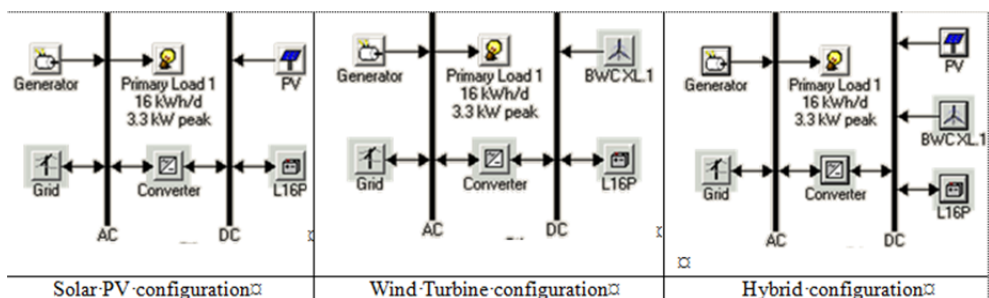 Generator
Primary Load 1
16 kWh/d
3.3 kW peak
PV
Grid
Converter
L16P
AC
DC
¤
Solar·PV·configuration¤
Generator
Primary Load 1
16 kWh/d
3.3 kW peak
BWC XL.1
Grid
Converter
L16P
AC
DC
¤
Wind·Turbine·configuration¤
Generator
Primary Load 1
16 kWh/d
3.3 kW peak
PV
BWC XL.1
Grid
Converter
L16P
AC
DC
¤
Hybrid·configuration¤